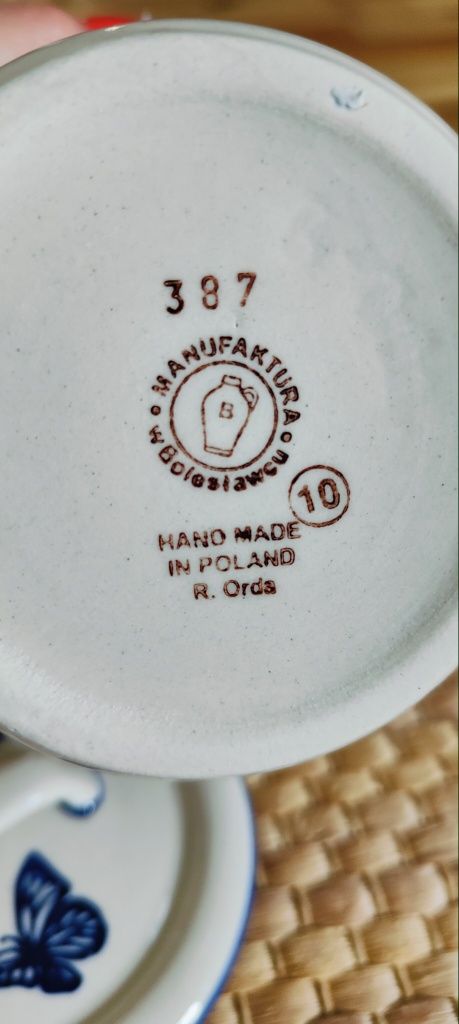 387
MANUFAKTURA
w Bolesławcu
B
10
HAND MADE
IN POLAND
R. Orda